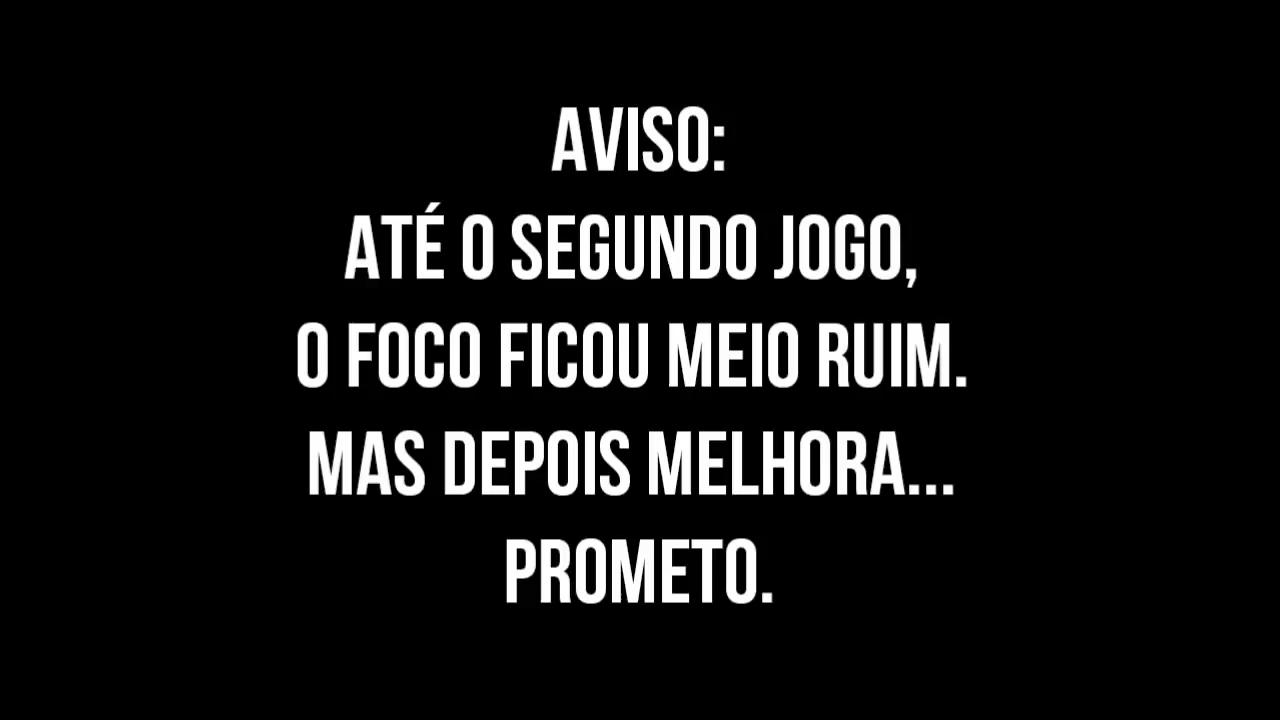 AVISO:
ATÉ O SEGUNDO JOGO,
O FOCO FICOU MEIO RUIM.
MAS DEPOIS MELHORA...
PROMETO.